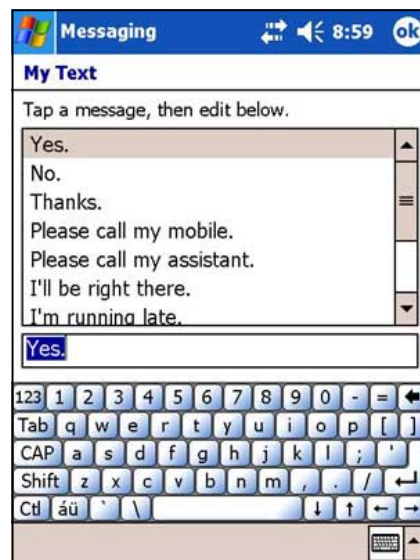 Messaging 8:59 ok
My Text
Tap a message, then edit below.
Yes.
No.
Thanks.
Please call my mobile.
Please call my assistant.
I'll be right there.
I'm running late.
Yes.
123 1 2 3 4 5 6 7 8 9 0 - =
Tab q w e r t y u i o p [ ]
CAP a s d f g h j k l ; '
Shift z x c v b n m , . /
Ctl áü ` \